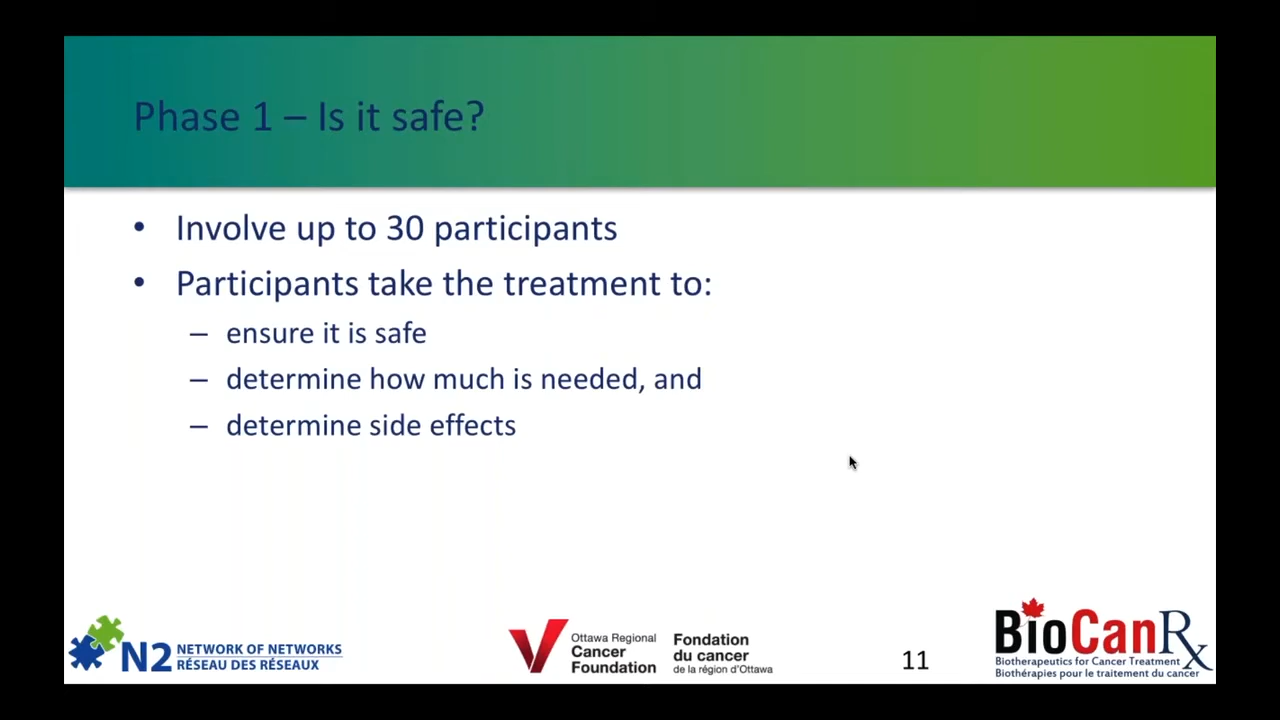 Phase 1 – Is it safe?
• Involve up to 30 participants
• Participants take the treatment to:
– ensure it is safe
– determine how much is needed, and
– determine side effects
N2 NETWORK OF NETWORKS
RÉSEAU DES RÉSEAUX
Ottawa Regional
Cancer
Foundation
Fondation
du cancer
de la région d'Ottawa
11
BioCanRx
Biotherapeutics for Cancer Treatment
Biothérapies pour le traitement du cancer